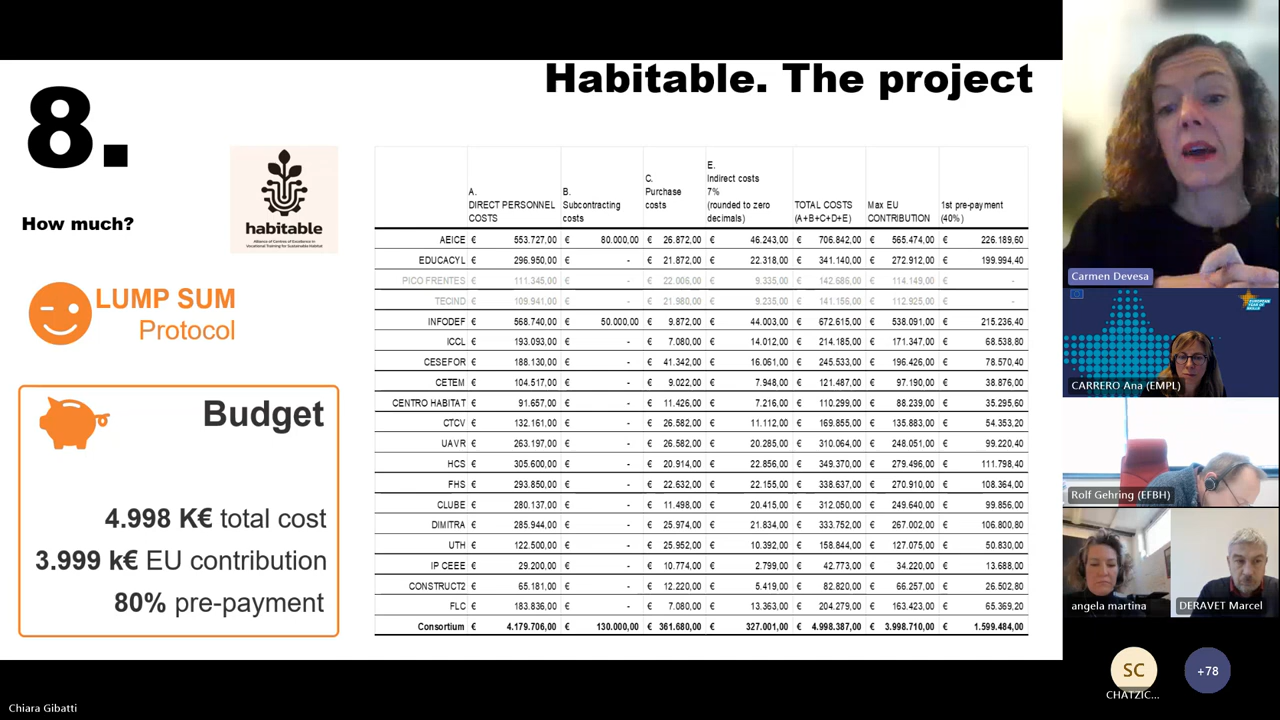 Habitable. The project
8.
How much?
habitable
Alliance of Centres of Excellence in
Vocational Training for Sustainable Habitat
LUMP SUM
Protocol
Budget
4.998 K€ total cost
3.999 k€ EU contribution
80% pre-payment
A. DIRECT PERSONNEL COSTS | B. Subcontracting costs | C. Purchase costs | E. Indirect costs 7% (rounded to zero decimals) | TOTAL COSTS (A+B+C+D+E) | Max EU CONTRIBUTION | 1st pre-payment (40%)
AEICE € 553.727,00 € 80.000,00 € 26.872,00 € 46.243,00 € 706.842,00 € 565.474,00 € 226.189,60
EDUCACYL € 296.950,00 € - € 21.872,00 € 22.318,00 € 341.140,00 € 272.912,00 € 199.994,40
PICO FRENTES € 111.345,00 € - € 22.006,00 € 9.335,00 € 142.686,00 € 114.149,00 € -
TECIND € 109.941,00 € - € 21.980,00 € 9.235,00 € 141.156,00 € 112.925,00 € -
INFODEF € 568.740,00 € 50.000,00 € 9.872,00 € 44.003,00 € 672.615,00 € 538.091,00 € 215.236,40
ICCL € 193.093,00 € - € 7.080,00 € 14.012,00 € 214.185,00 € 171.347,00 € 68.538,80
CESEFOR € 188.130,00 € - € 41.342,00 € 16.061,00 € 245.533,00 € 196.426,00 € 78.570,40
CETEM € 104.517,00 € - € 9.022,00 € 7.948,00 € 121.487,00 € 97.190,00 € 38.876,00
CENTRO HABITAT € 91.657,00 € - € 11.426,00 € 7.216,00 € 110.299,00 € 88.239,00 € 35.295,60
CTCV € 132.161,00 € - € 26.582,00 € 11.112,00 € 169.855,00 € 135.883,00 € 54.353,20
UAVR € 263.197,00 € - € 26.582,00 € 20.285,00 € 310.064,00 € 248.051,00 € 99.220,40
HCS € 305.600,00 € - € 20.914,00 € 22.856,00 € 349.370,00 € 279.496,00 € 111.798,40
FHS € 293.850,00 € - € 22.632,00 € 22.155,00 € 338.637,00 € 270.910,00 € 108.364,00
CLUBE € 280.137,00 € - € 11.498,00 € 20.415,00 € 312.050,00 € 249.640,00 € 99.856,00
DIMITRA € 285.944,00 € - € 25.974,00 € 21.834,00 € 333.752,00 € 267.002,00 € 106.800,80
UTH € 122.500,00 € - € 25.952,00 € 10.392,00 € 158.844,00 € 127.075,00 € 50.830,00
IP CEEE € 29.200,00 € - € 10.774,00 € 2.799,00 € 42.773,00 € 34.220,00 € 13.688,00
CONSTRUCT2 € 65.181,00 € - € 12.220,00 € 5.419,00 € 82.820,00 € 66.257,00 € 26.502,80
FLC € 183.836,00 € - € 7.080,00 € 13.363,00 € 204.279,00 € 163.423,00 € 65.369,20
Consortium € 4.179.706,00 € 130.000,00 € 361.680,00 € 327.001,00 € 4.998.387,00 € 3.998.710,00 € 1.599.484,00
Carmen Devesa
EUROPEAN
YEAR OF
SKILLS
CARRERO Ana (EMPL)
Rolf Gehring (EFBH)
angela martina
DERAVET Marcel
SC
CHATZIC...
+78
Chiara Gibatti